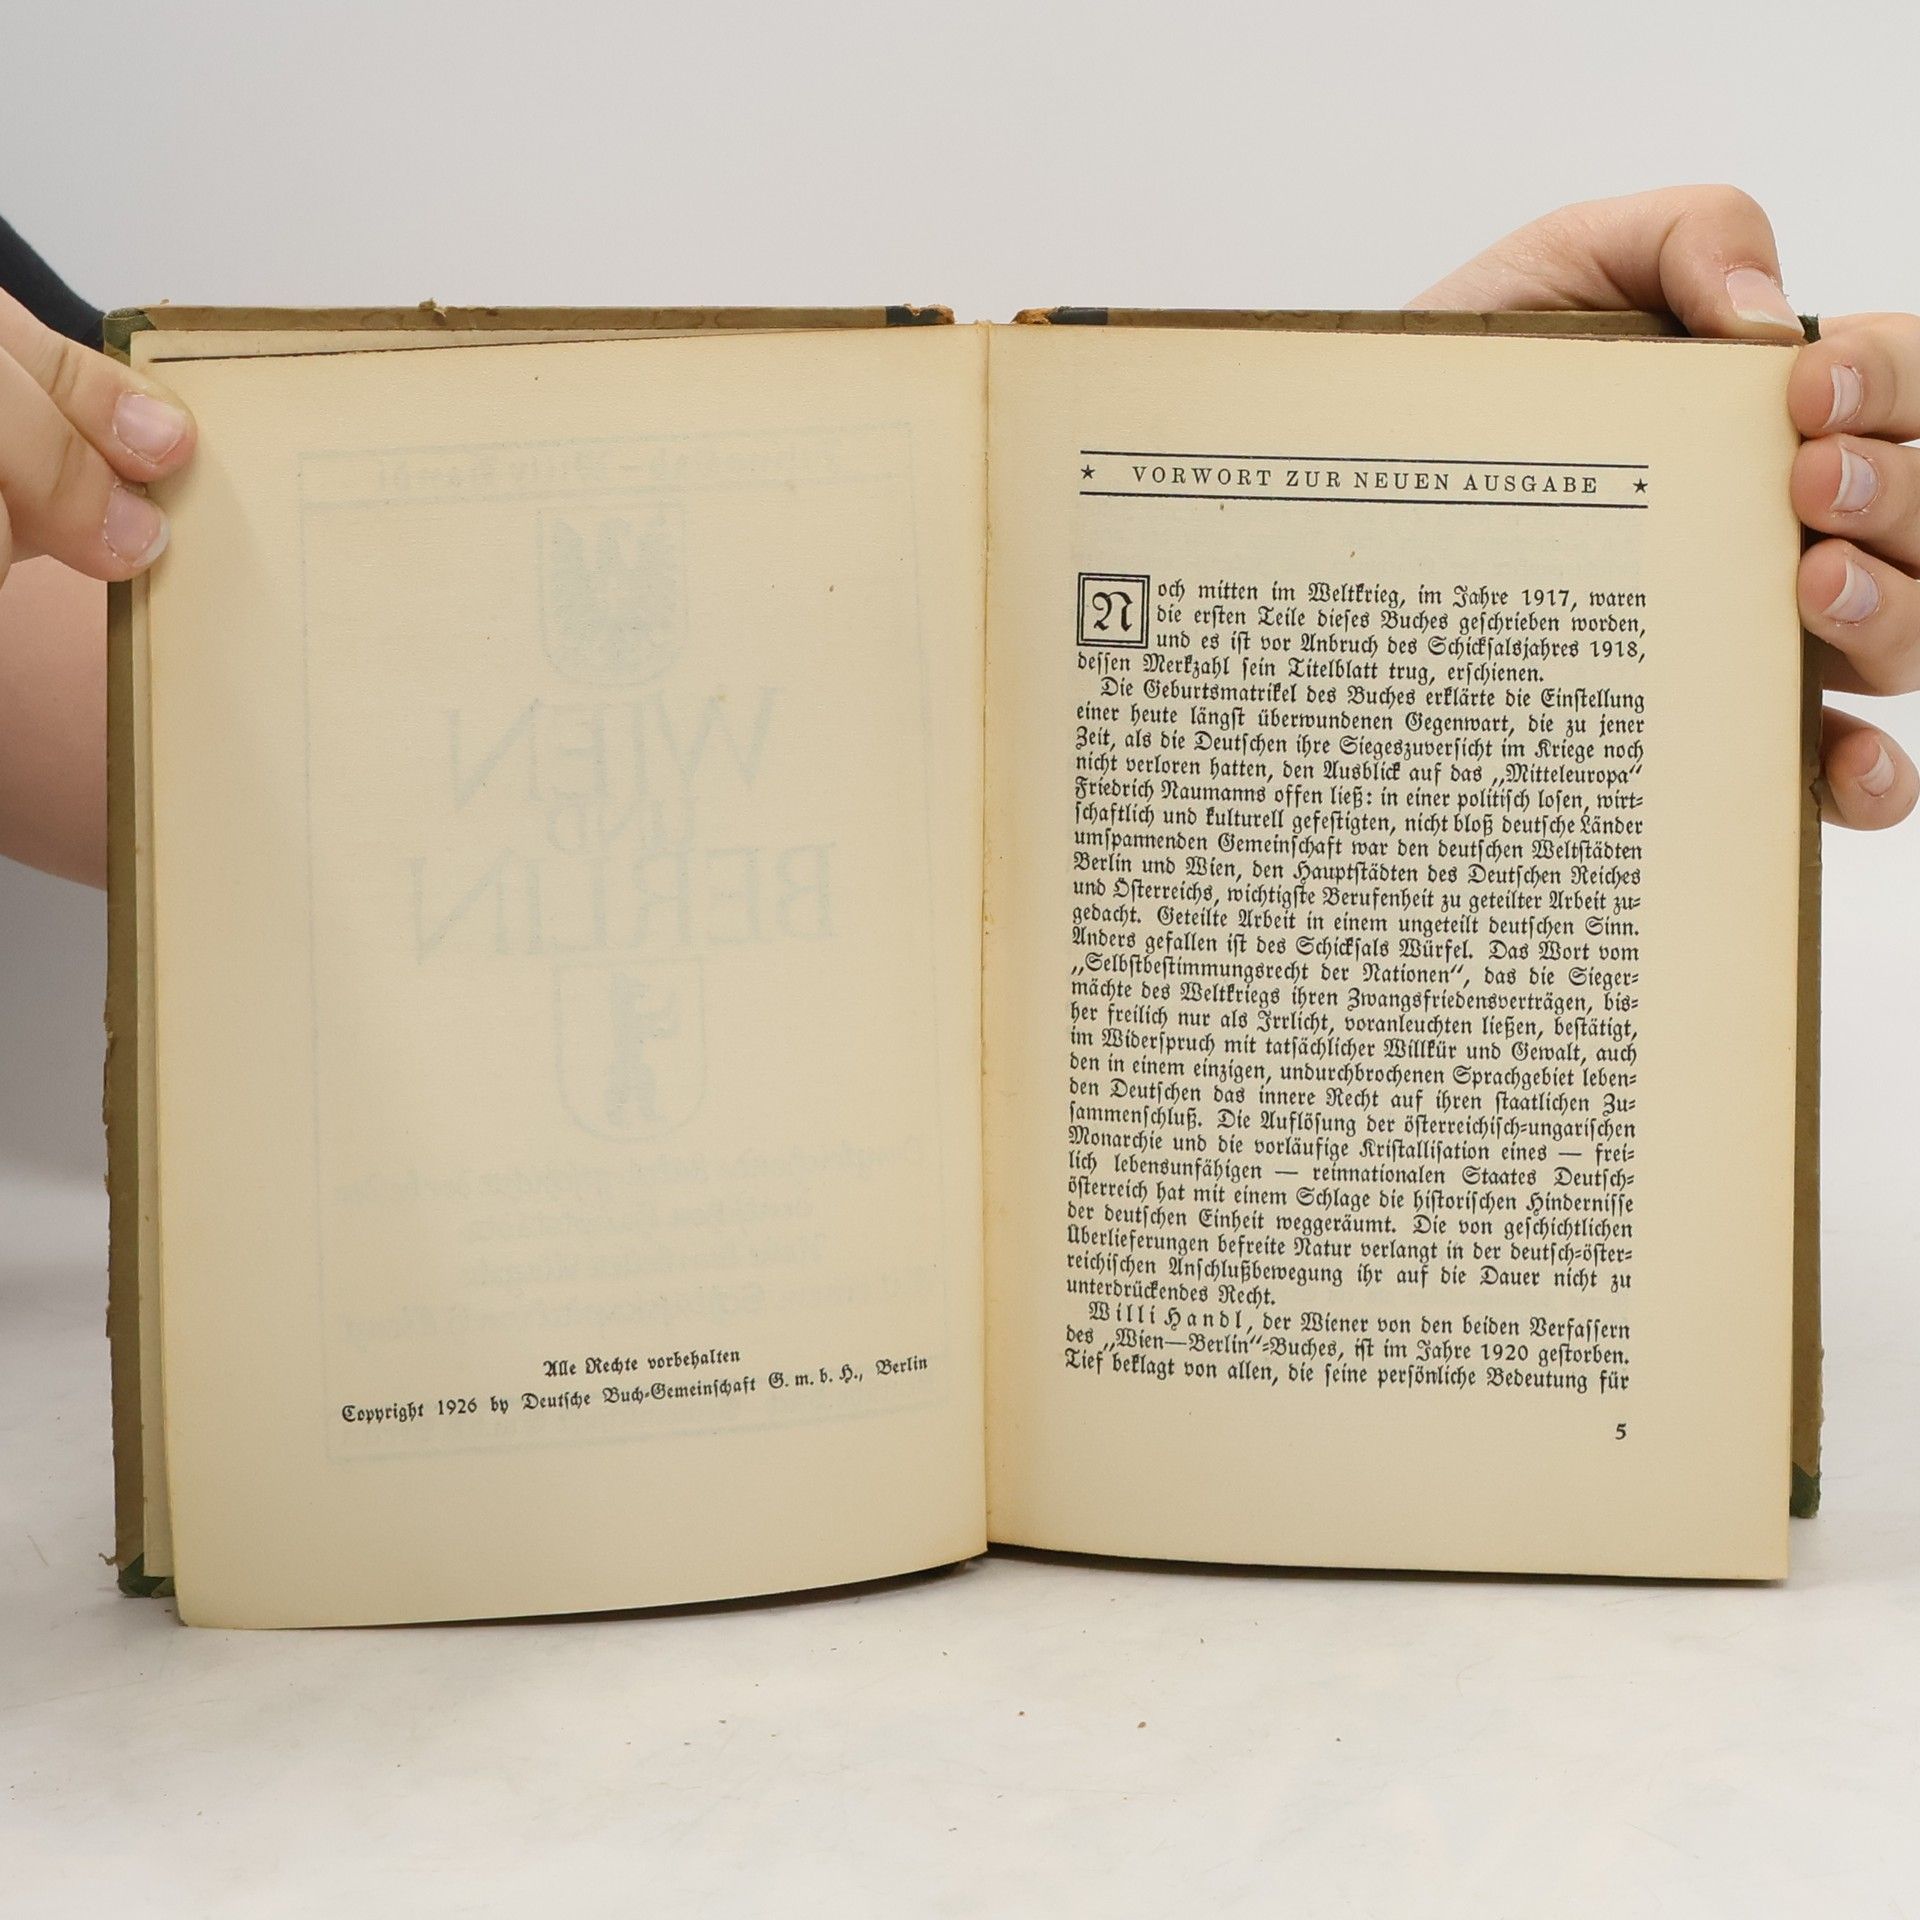 Alle Rechte vorbehalten
Copyright 1926 by Deutsche Buch-Gemeinschaft G. m. b. H., Berlin
★ VORWORT ZUR NEUEN AUSGABE ★
Noch mitten im Weltkrieg, im Jahre 1917, waren
die ersten Teile dieses Buches geschrieben worden,
und es ist vor Anbruch des Schicksalsjahres 1918,
dessen Merkzahl sein Titelblatt trug, erschienen.
Die Geburtsmatrikel des Buches erklärte die Einstellung
einer heute längst überwundenen Gegenwart, die zu jener
Zeit, als die Deutschen ihre Siegeszuversicht im Kriege noch
nicht verloren hatten, den Ausblick auf das „Mitteleuropa“
Friedrich Naumanns offen ließ: in einer politisch losen, wirt-
schaftlich und kulturell gefestigten, nicht bloß deutsche Länder
umspannenden Gemeinschaft war den deutschen Weltstädten
Berlin und Wien, den Hauptstädten des Deutschen Reiches
und Österreichs, wichtigste Berufenheit zu geteilter Arbeit zu-
gedacht. Geteilte Arbeit in einem ungeteilt deutschen Sinn.
Anders gefallen ist des Schicksals Würfel. Das Wort vom
„Selbstbestimmungsrecht der Nationen“, das die Sieger-
mächte des Weltkriegs ihren Zwangsfriedensverträgen, bis-
her freilich nur als Irrlicht, voranleuchten ließen, bestätigt,
im Widerspruch mit tatsächlicher Willkür und Gewalt, auch
den in einem einzigen, undurchbrochenen Sprachgebiet leben-
den Deutschen das innere Recht auf ihren staatlichen Zu-
sammenschluß. Die Auflösung der österreichisch-ungarischen
Monarchie und die vorläufige Kristallisation eines — frei-
lich lebensunfähigen — reinnationalen Staates Deutsch-
österreich hat mit einem Schlage die historischen Hindernisse
der deutschen Einheit weggeräumt. Die von geschichtlichen
Überlieferungen befreite Natur verlangt in der deutsch-öster-
reichischen Anschlußbewegung ihr auf die Dauer nicht zu
unterdrückendes Recht.
Willi Handl, der Wiener von den beiden Verfassern
des „Wien—Berlin“-Buches, ist im Jahre 1920 gestorben.
Tief beklagt von allen, die seine persönliche Bedeutung für
5